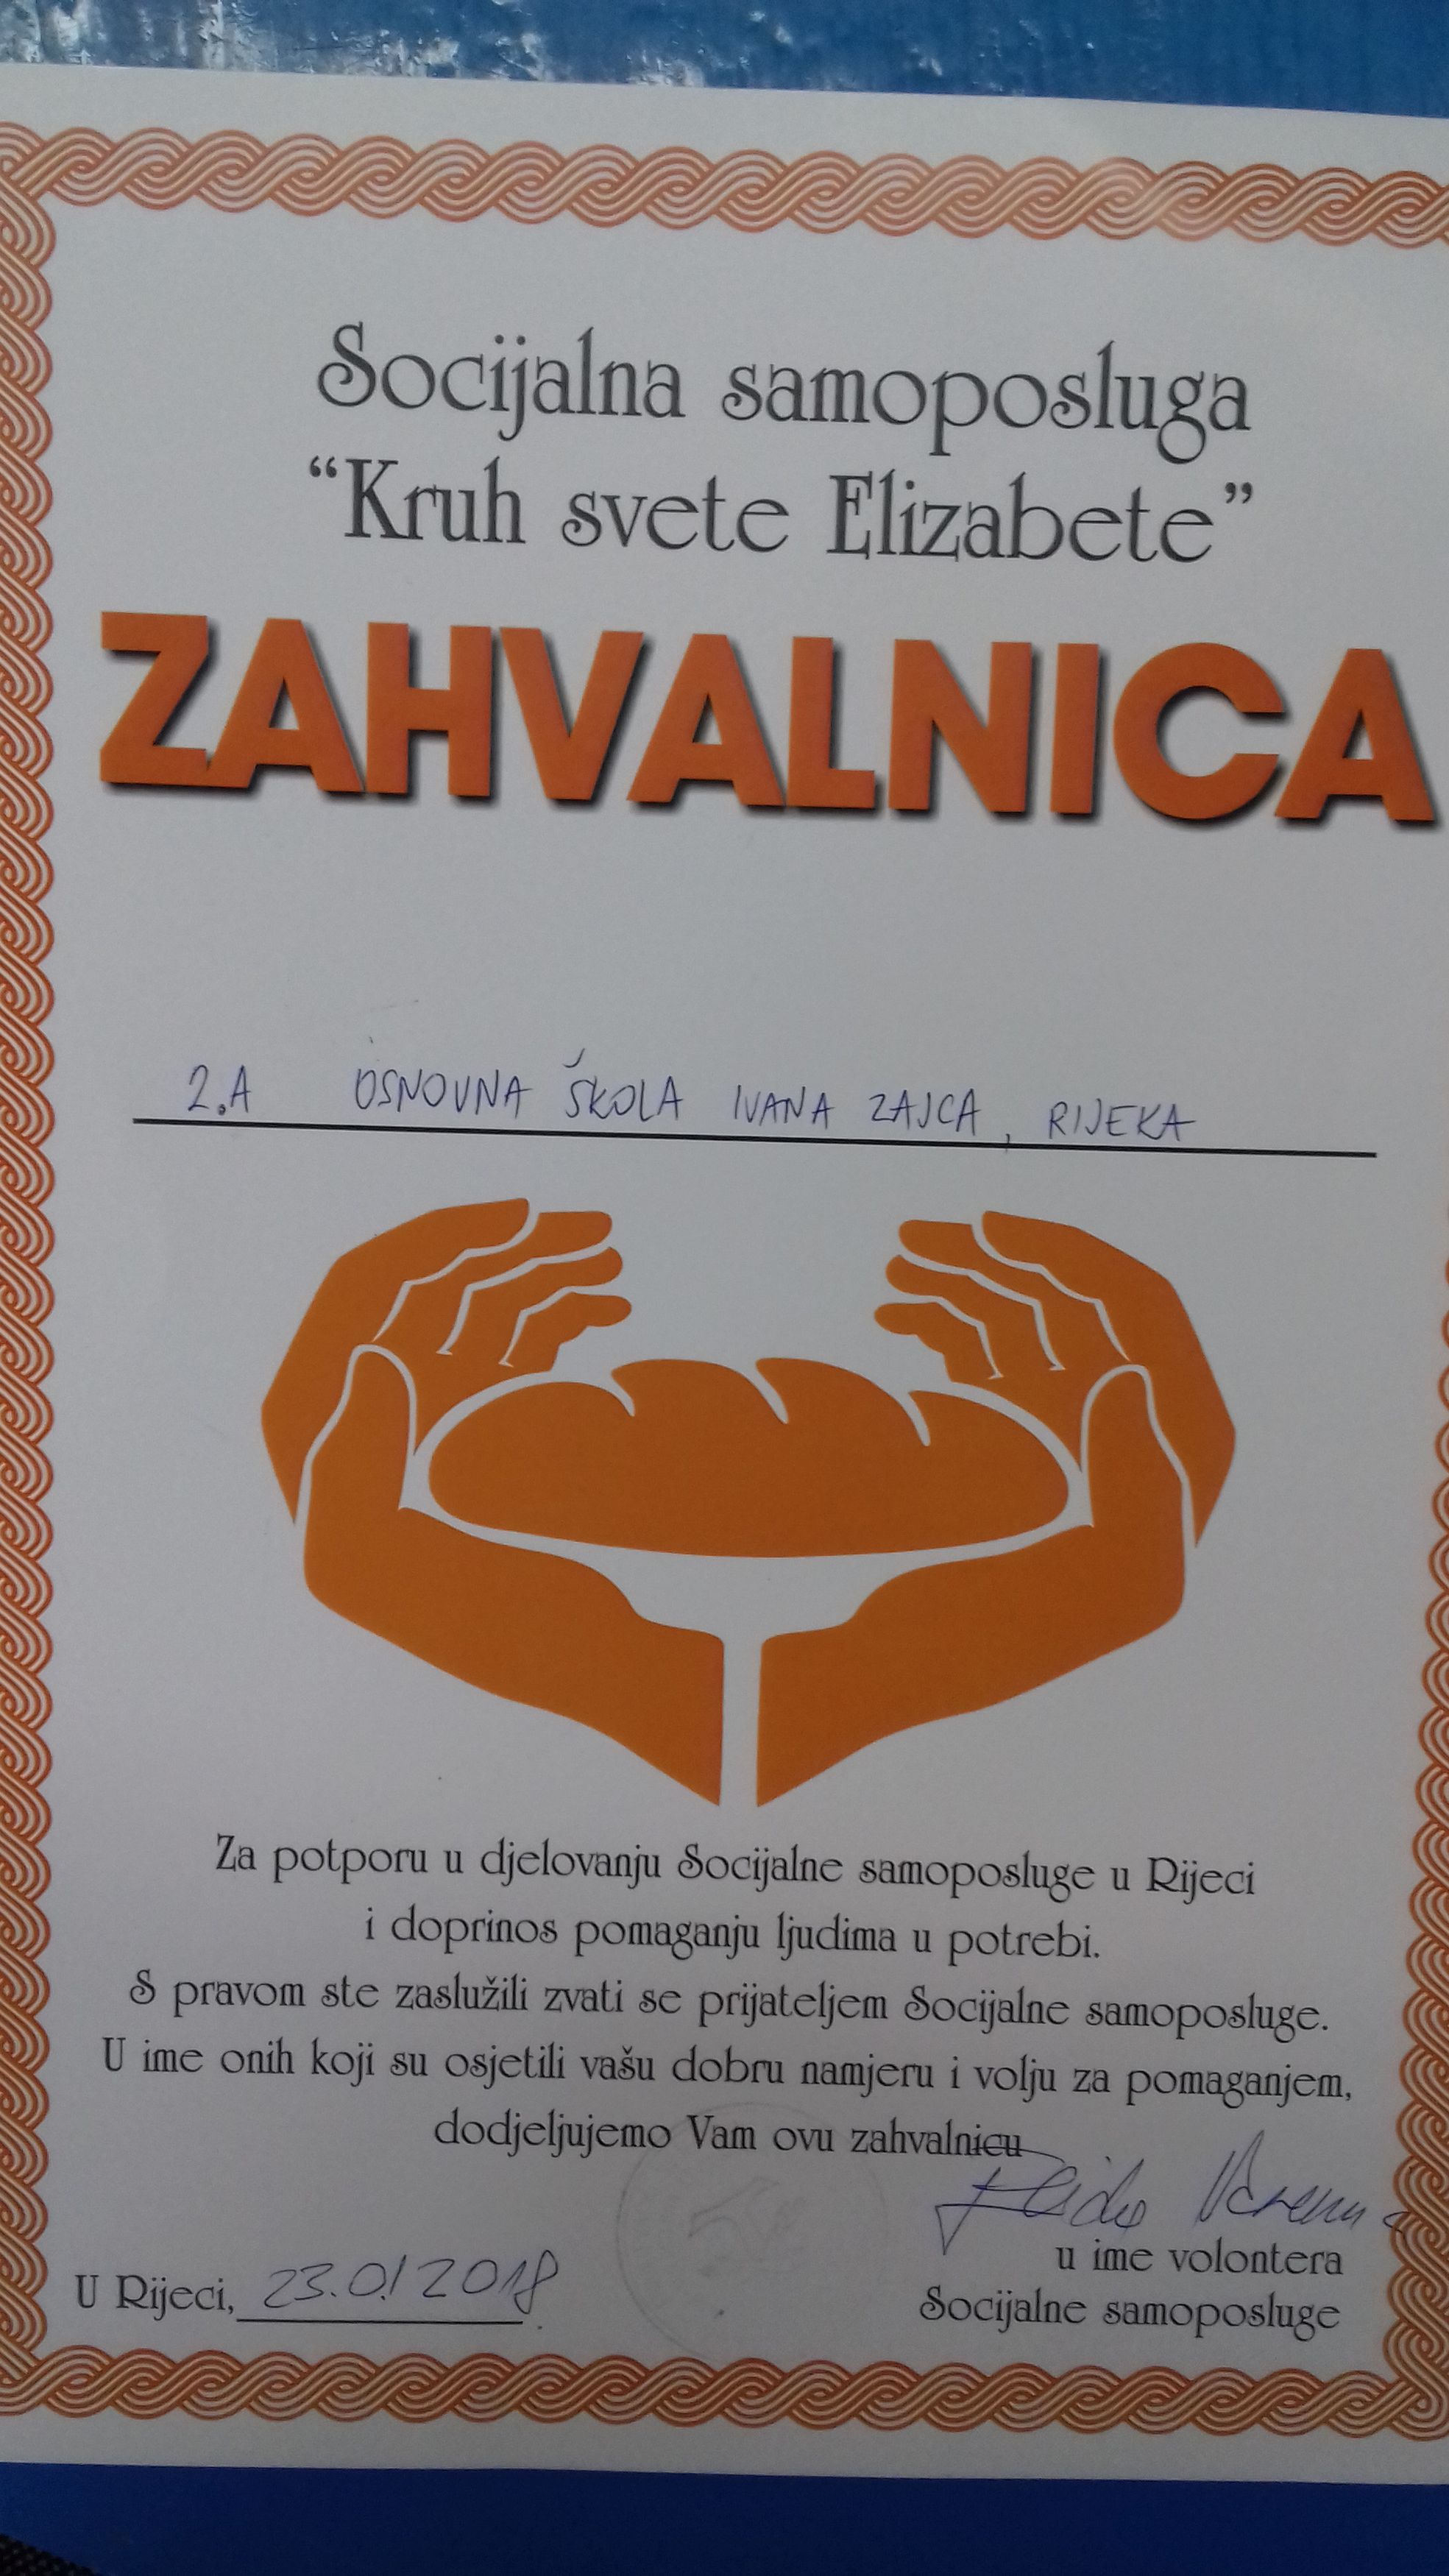 Socijalna samoposluga
“Kruh svete Elizabete”
ZAHVALNICA
2.A OSNOVNA ŠKOLA IVANA ZAJCA, RIJEKA
Za potporu u djelovanju Socijalne samoposluge u Rijeci
i doprinos pomaganju ljudima u potrebi.
S pravom ste zaslužili zvati se prijateljem Socijalne samoposluge.
U ime onih koji su osjetili vašu dobru namjeru i volju za pomaganjem,
dodjeljujemo Vam ovu zahvalnicu
u ime volontera
Socijalne samoposluge
U Rijeci, 23.01 2018.